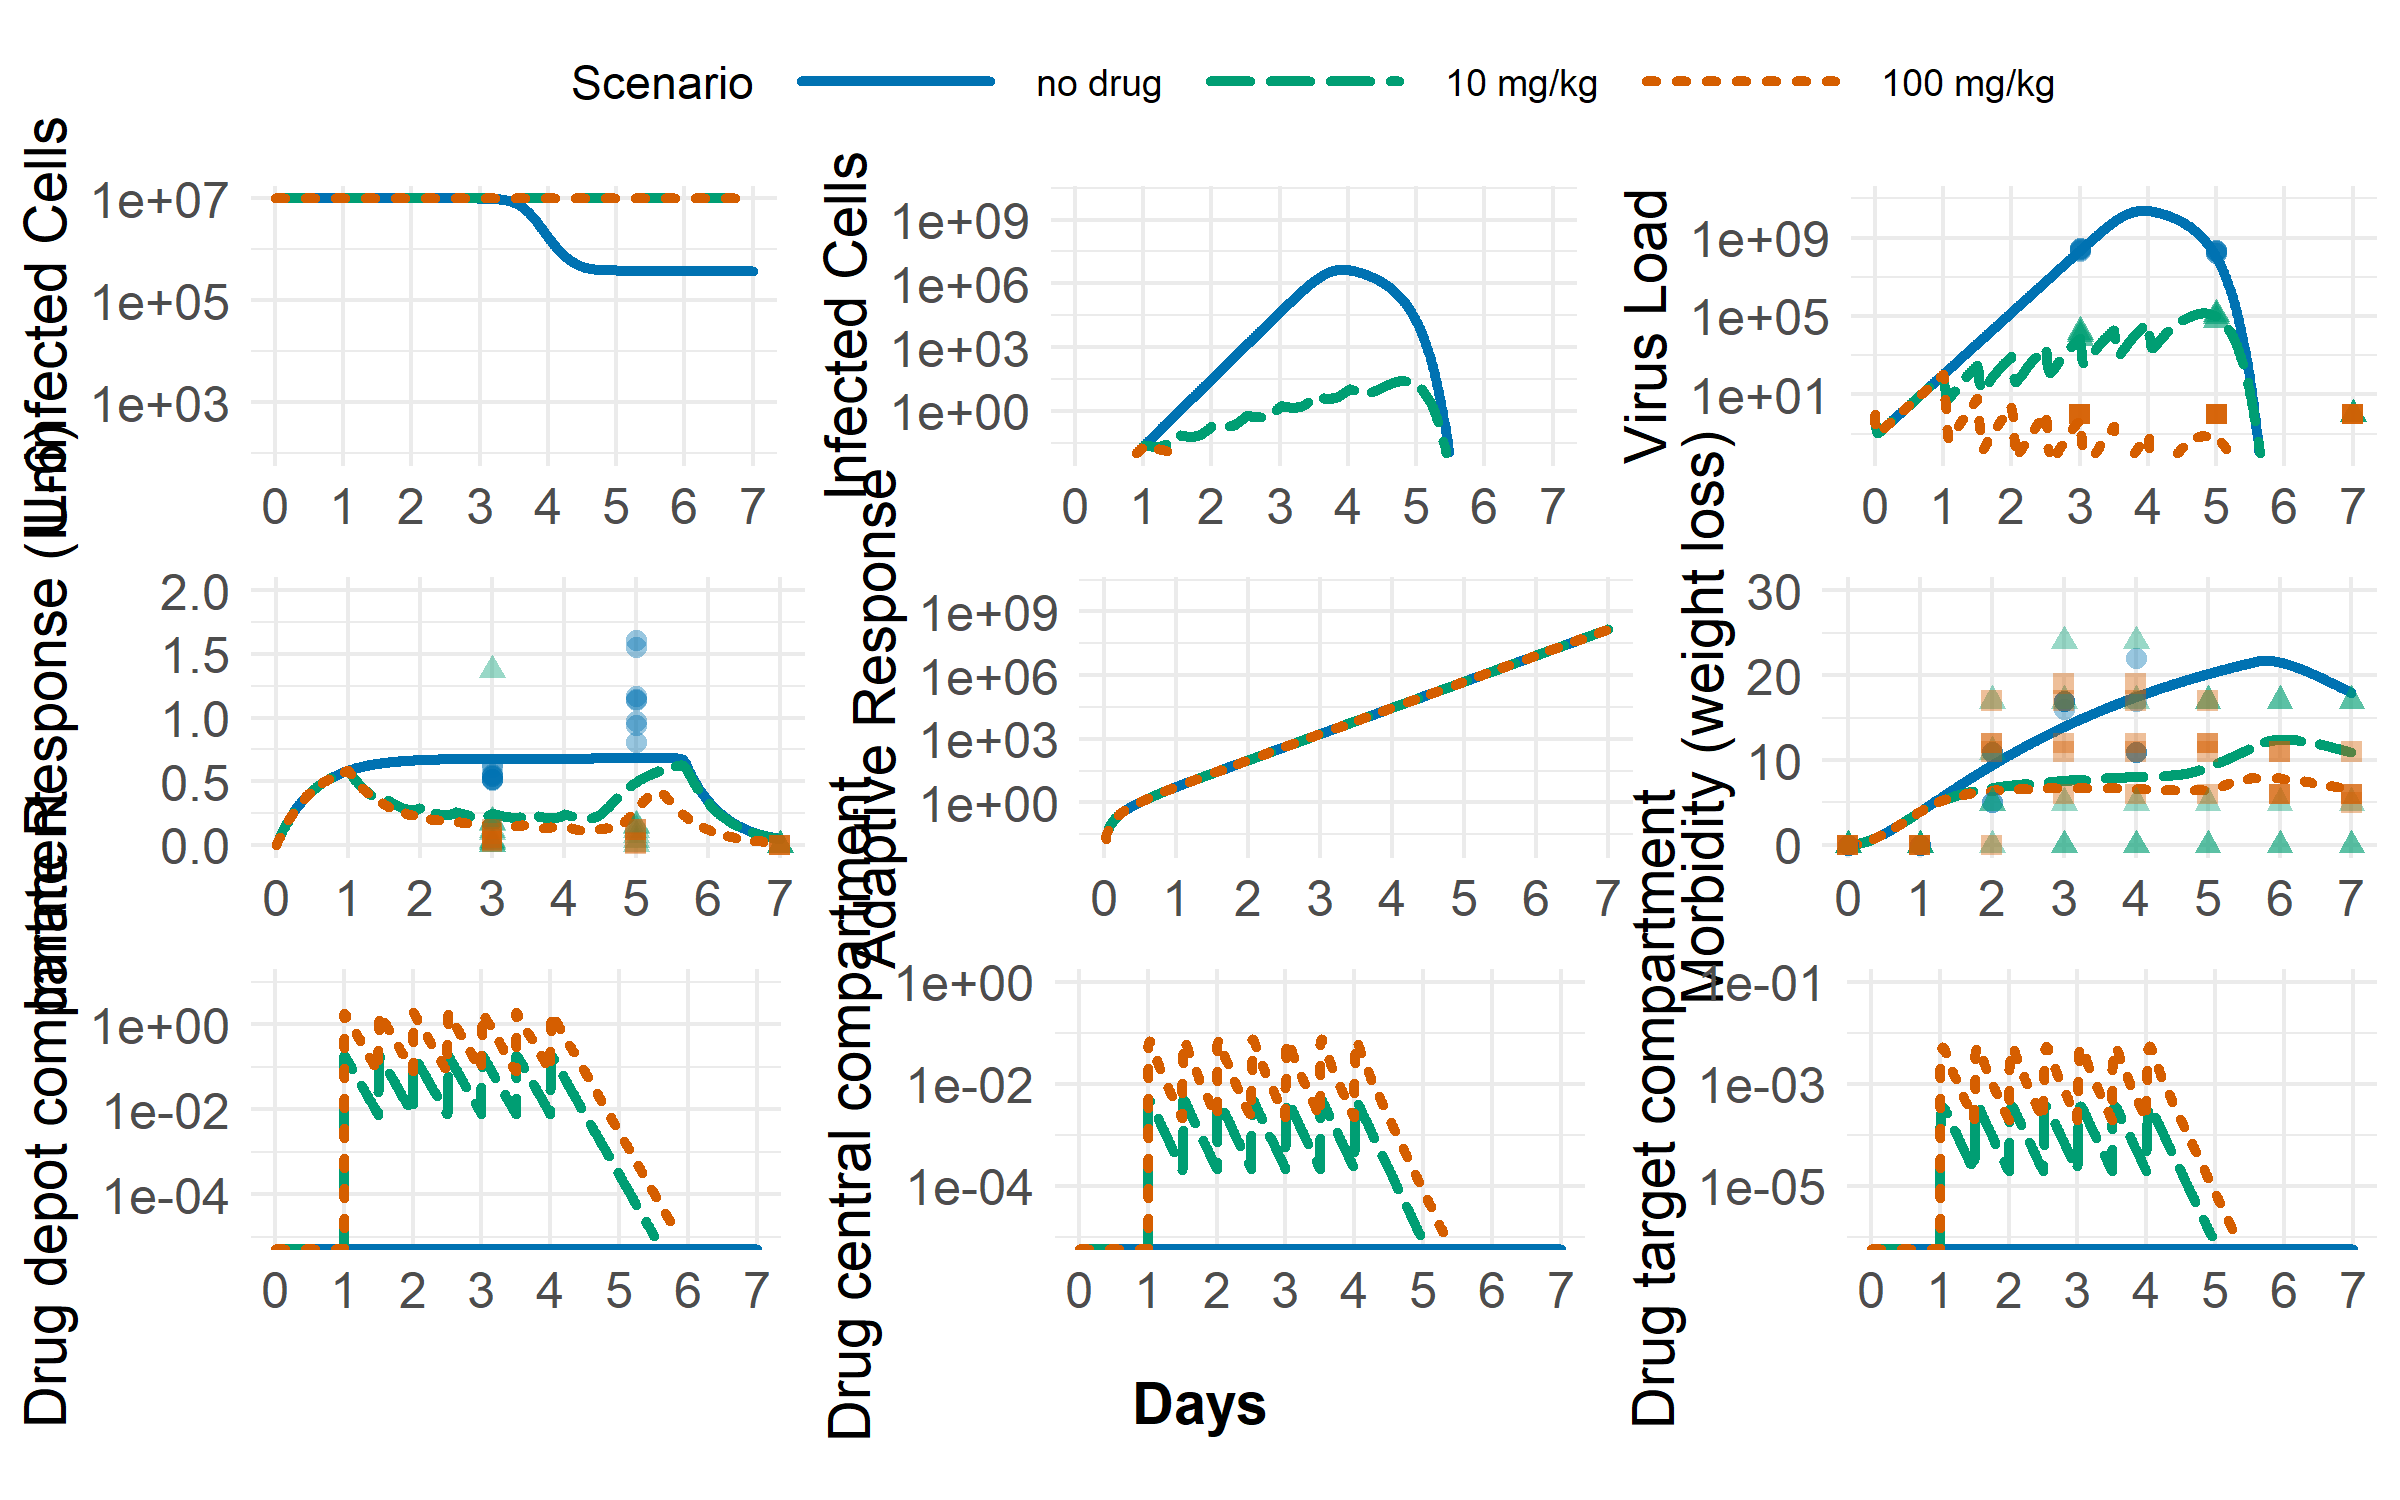 Scenario no drug 10 mg/kg 100 mg/kg
Uninfected Cells
1e+07
1e+05
1e+03
0 1 2 3 4 5 6 7
Infected Cells
1e+09
1e+06
1e+03
1e+00
0 1 2 3 4 5 6 7
Virus Load
1e+09
1e+05
1e+01
0 1 2 3 4 5 6 7
Innate Response (IL-6)
2.0
1.5
1.0
0.5
0.0
0 1 2 3 4 5 6 7
Adaptive Response
1e+09
1e+06
1e+03
1e+00
0 1 2 3 4 5 6 7
Morbidity (weight loss)
30
20
10
0
0 1 2 3 4 5 6 7
Drug depot compartment
1e+00
1e-02
1e-04
0 1 2 3 4 5 6 7
Drug central compartment
1e+00
1e-02
1e-04
0 1 2 3 4 5 6 7
Drug target compartment
1e-01
1e-03
1e-05
0 1 2 3 4 5 6 7
Days